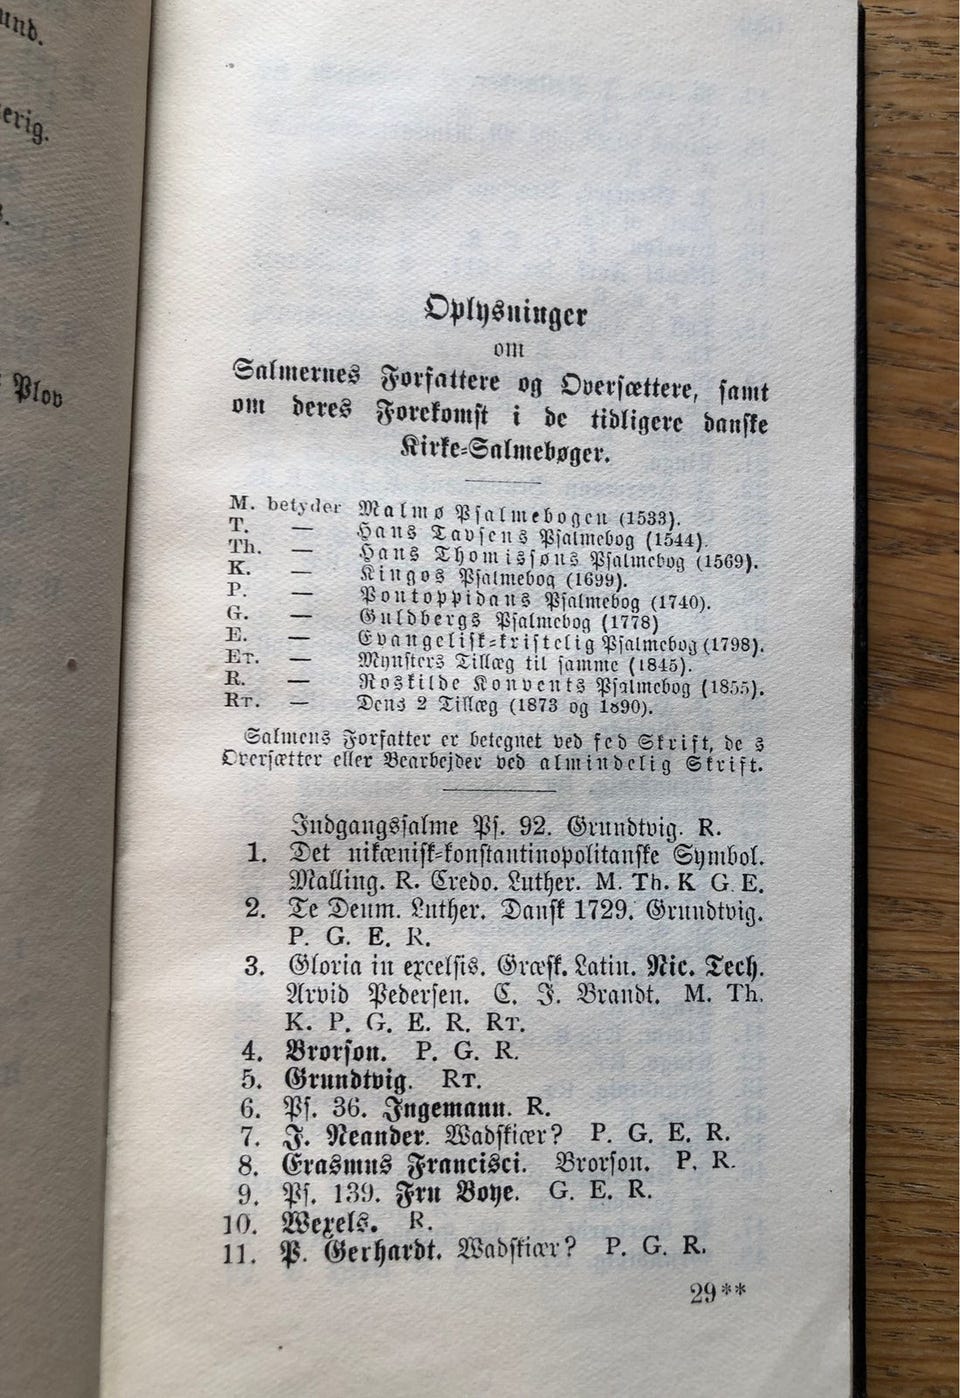 und.
erig.
Plov
Oplysninger
om
Salmernes Forfattere og Oversættere, samt
om deres Forekomst i de tidligere danske
Kirke-Salmebøger.
M. betyder Malmø Psalmebogen (1533).
T. — Hans Tavsens Psalmebog (1544).
Th. — Hans Thomissøns Psalmebog (1569).
K. — Kingos Psalmebog (1699).
P. — Pontoppidans Psalmebog (1740).
G. — Guldbergs Psalmebog (1778)
E. — Evangelisk-kristelig Psalmebog (1798).
ET. — Mynsters Tillæg til samme (1845).
R. — Roskilde Konvents Psalmebog (1855).
RT. — Dens 2 Tillæg (1873 og 1890).
Salmens Forfatter er betegnet ved fed Skrift, de s
Oversætter eller Bearbejder ved almindelig Skrift.
Indgangssalme Ps. 92. Grundtvig. R.
1. Det nikænisk-konstantinopolitanske Symbol.
Malling. R. Credo. Luther. M. Th. K G. E.
2. Te Deum. Luther. Dansk 1729. Grundtvig.
P. G. E. R.
3. Gloria in excelsis. Græsk. Latin. Nic. Tech.
Arvid Pedersen. C. J. Brandt. M. Th.
K. P. G. E. R. RT.
4. Brorson. P. G. R.
5. Grundtvig. RT.
6. Ps. 36. Ingemann. R.
7. J. Neander. Wadskiær? P. G. E. R.
8. Erasmus Francisci. Brorson. P. R.
9. Ps. 139. Fru Boye. G. E. R.
10. Wexels. R.
11. P. Gerhardt. Wadskiær? P. G. R.
29**